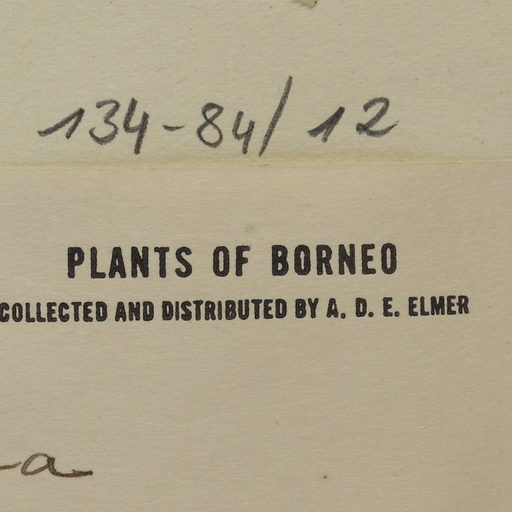 134-84/12
PLANTS OF BORNEO
COLLECTED AND DISTRIBUTED BY A. D. E. ELMER
a